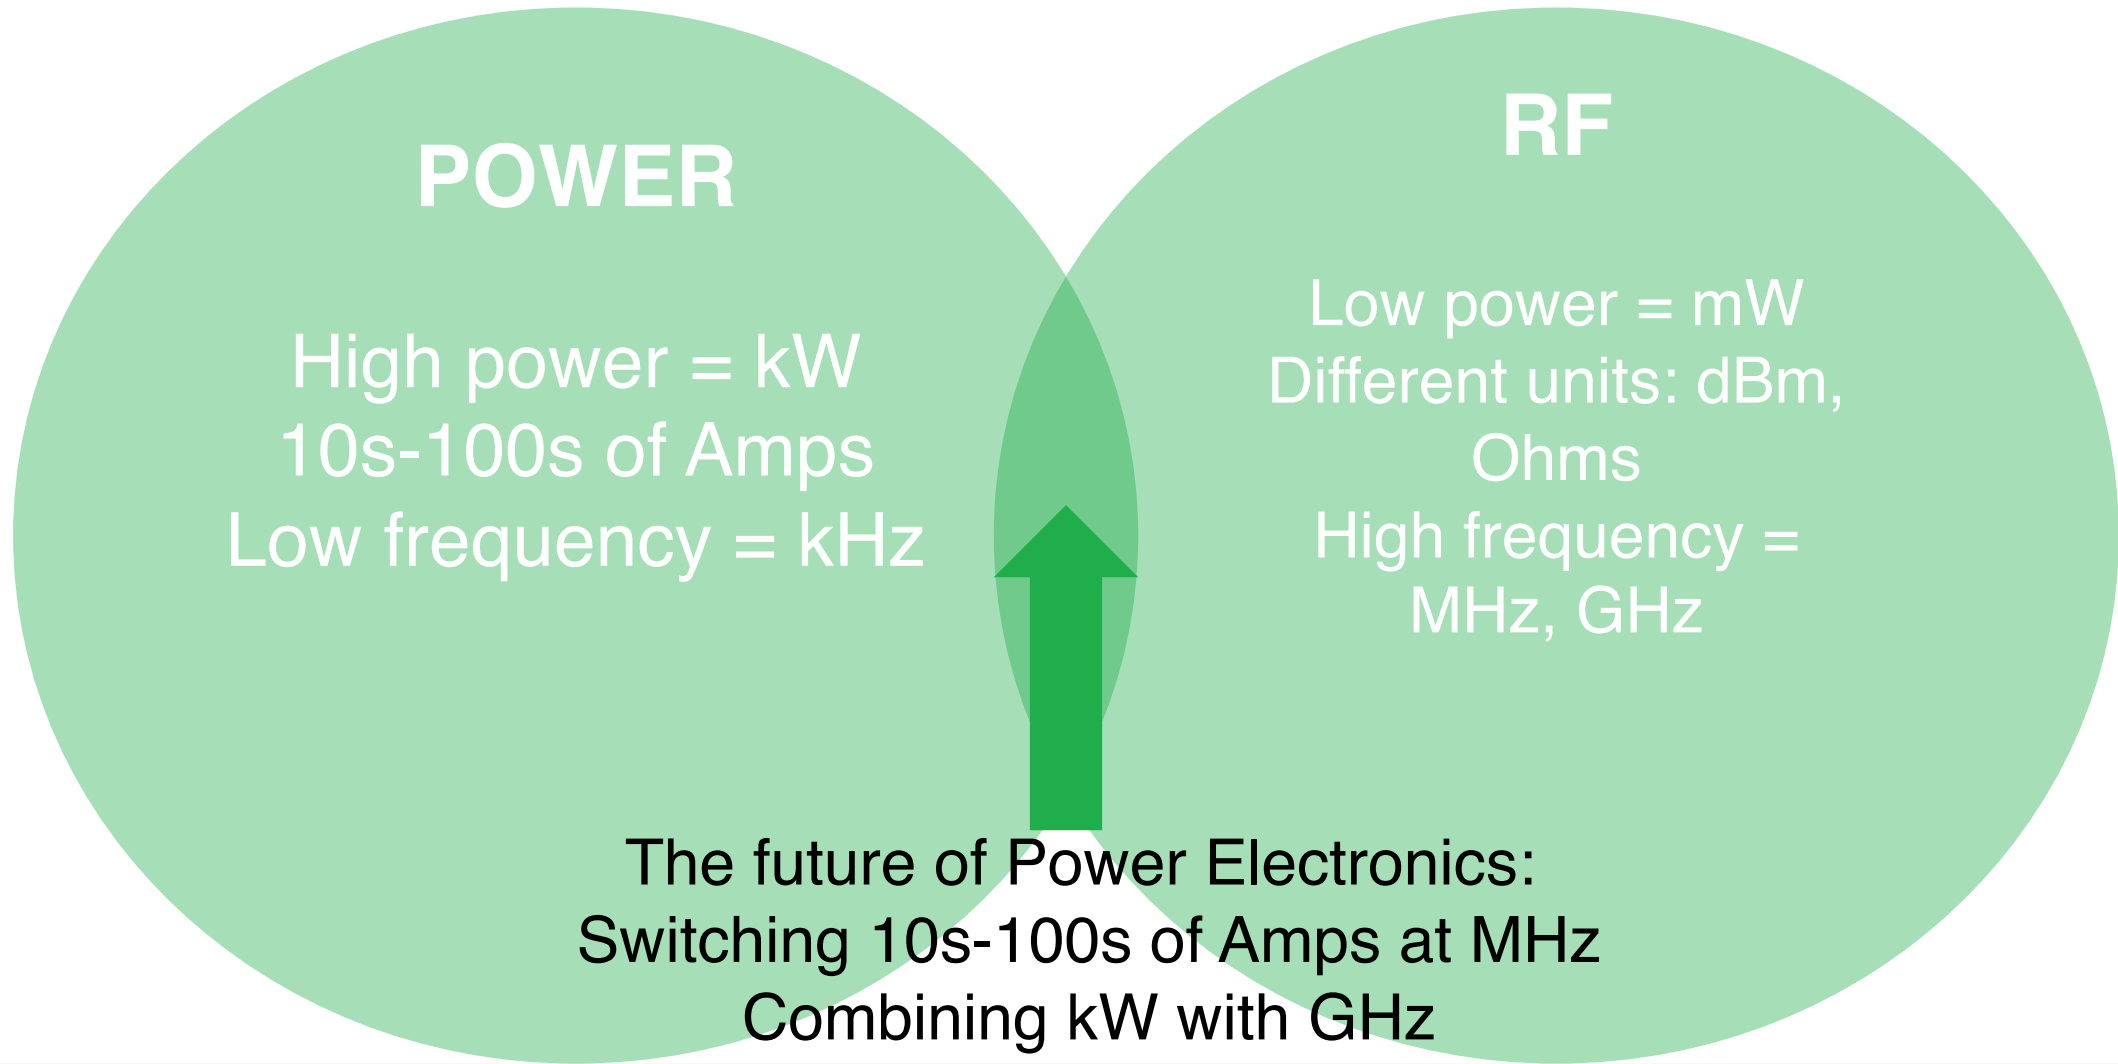 POWER
High power = kW
10s-100s of Amps
Low frequency = kHz
RF
Low power = mW
Different units: dBm,
Ohms
High frequency =
MHz, GHz
The future of Power Electronics:
Switching 10s-100s of Amps at MHz
Combining kW with GHz